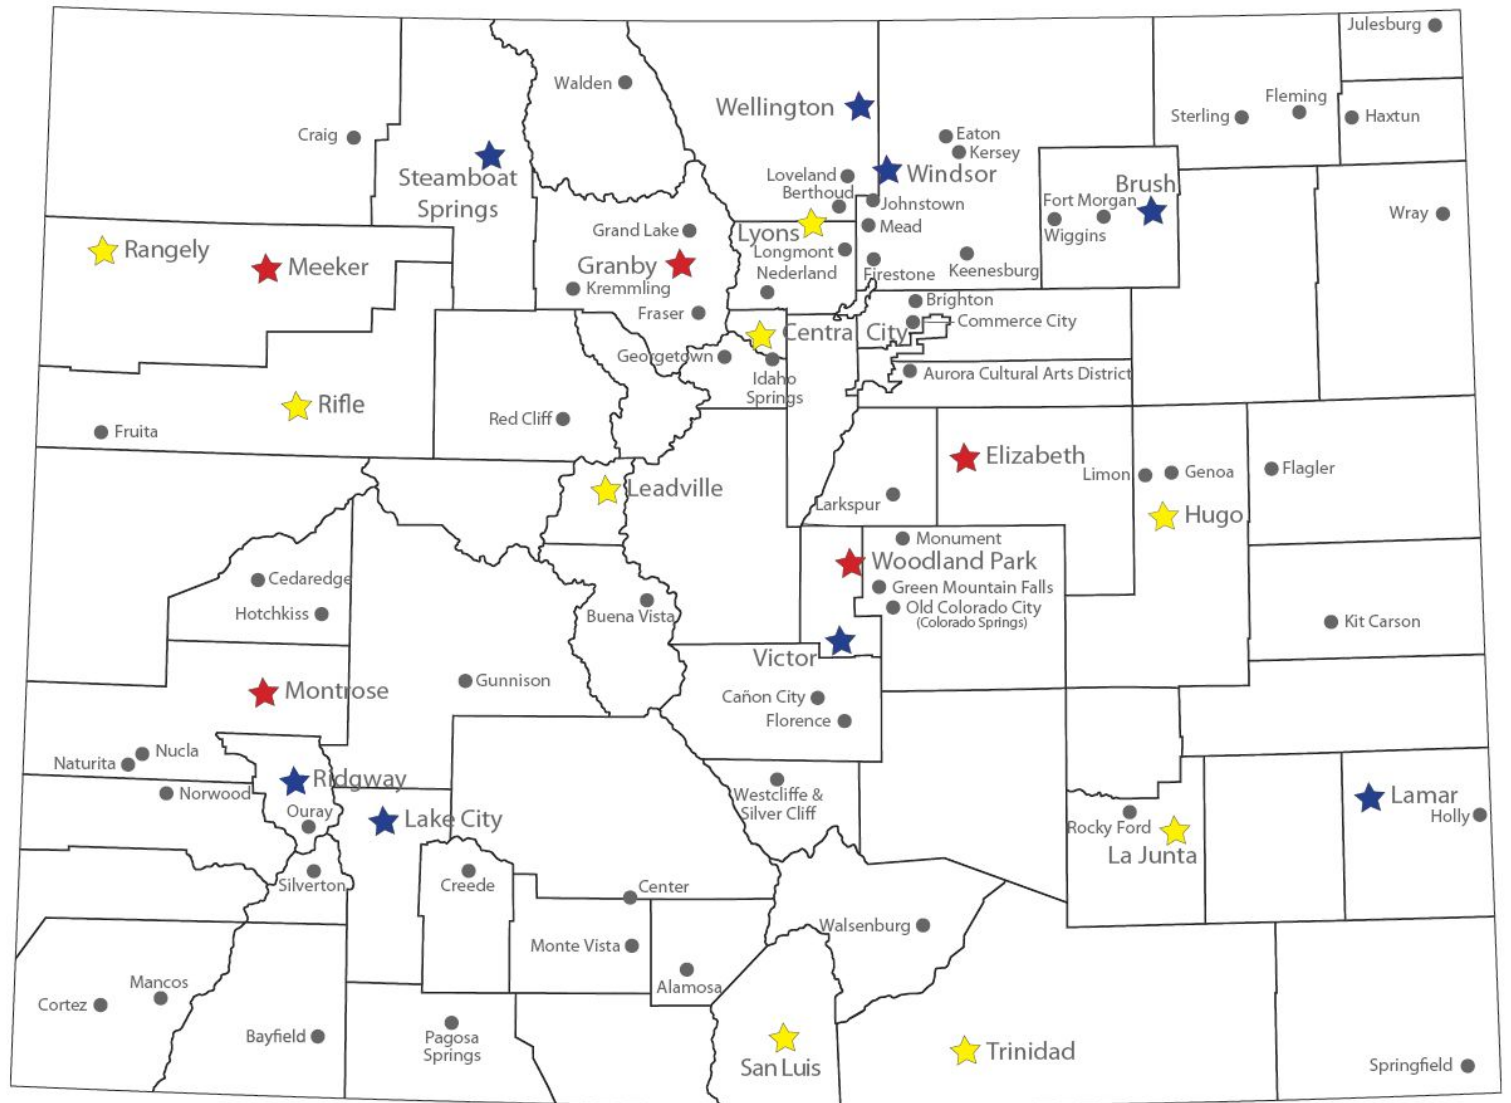 Julesburg
Walden
Fleming
Wellington
Sterling
Haxtun
Craig
Eaton
Kersey
Steamboat
Springs
Loveland
Berthoud
Windsor
Brush
Fort Morgan
Wiggins
Johnstown
Wray
Grand Lake
Lyons
Mead
Rangely
Meeker
Granby
Longmont
Nederland
Firestone
Keenesburg
Kremmling
Brighton
Fraser
Central City
Commerce City
Georgetown
Idaho
Springs
Aurora Cultural Arts District
Rifle
Red Cliff
Fruita
Elizabeth
Limon
Genoa
Flagler
Leadville
Larkspur
Hugo
Monument
Woodland Park
Cedaredge
Green Mountain Falls
Hotchkiss
Buena Vista
Old Colorado City
(Colorado Springs)
Kit Carson
Victor
Montrose
Gunnison
Cañon City
Florence
Nucla
Naturita
Ridgway
Norwood
Westcliffe &
Silver Cliff
Lamar
Ouray
Lake City
Holly
Rocky Ford
La Junta
Silverton
Creede
Center
Walsenburg
Monte Vista
Alamosa
Mancos
Cortez
Bayfield
Pagosa
Springs
San Luis
Trinidad
Springfield